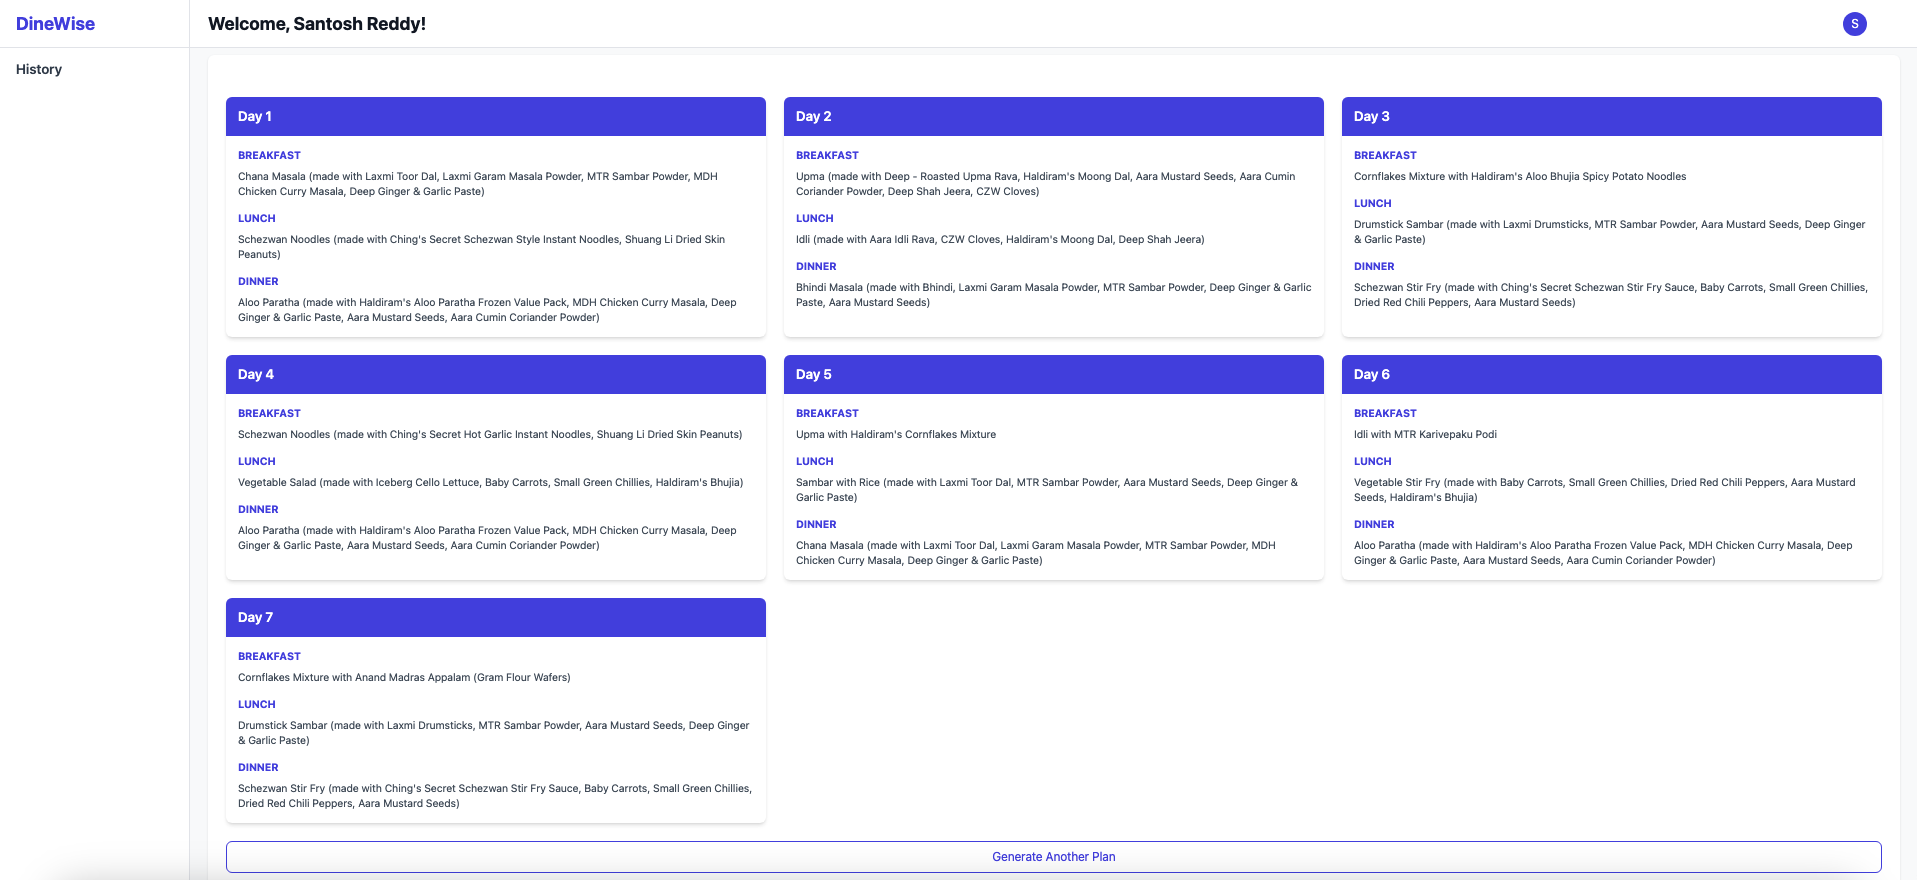 DineWise
Welcome, Santosh Reddy!
S
History
Day 1
BREAKFAST
Chana Masala (made with Laxmi Toor Dal, Laxmi Garam Masala Powder, MTR Sambar Powder, MDH
Chicken Curry Masala, Deep Ginger & Garlic Paste)
LUNCH
Schezwan Noodles (made with Ching's Secret Schezwan Style Instant Noodles, Shuang Li Dried Skin
Peanuts)
DINNER
Aloo Paratha (made with Haldiram's Aloo Paratha Frozen Value Pack, MDH Chicken Curry Masala, Deep
Ginger & Garlic Paste, Aara Mustard Seeds, Aara Cumin Coriander Powder)
Day 2
BREAKFAST
Upma (made with Deep - Roasted Upma Rava, Haldiram's Moong Dal, Aara Mustard Seeds, Aara Cumin
Coriander Powder, Deep Shah Jeera, CZW Cloves)
LUNCH
Idli (made with Aara Idli Rava, CZW Cloves, Haldiram's Moong Dal, Deep Shah Jeera)
DINNER
Bhindi Masala (made with Bhindi, Laxmi Garam Masala Powder, MTR Sambar Powder, Deep Ginger & Garlic
Paste, Aara Mustard Seeds)
Day 3
BREAKFAST
Cornflakes Mixture with Haldiram's Aloo Bhujia Spicy Potato Noodles
LUNCH
Drumstick Sambar (made with Laxmi Drumsticks, MTR Sambar Powder, Aara Mustard Seeds, Deep Ginger
& Garlic Paste)
DINNER
Schezwan Stir Fry (made with Ching's Secret Schezwan Stir Fry Sauce, Baby Carrots, Small Green Chillies,
Dried Red Chili Peppers, Aara Mustard Seeds)
Day 4
BREAKFAST
Schezwan Noodles (made with Ching's Secret Hot Garlic Instant Noodles, Shuang Li Dried Skin Peanuts)
LUNCH
Vegetable Salad (made with Iceberg Cello Lettuce, Baby Carrots, Small Green Chillies, Haldiram's Bhujia)
DINNER
Aloo Paratha (made with Haldiram's Aloo Paratha Frozen Value Pack, MDH Chicken Curry Masala, Deep
Ginger & Garlic Paste, Aara Mustard Seeds, Aara Cumin Coriander Powder)
Day 5
BREAKFAST
Upma with Haldiram's Cornflakes Mixture
LUNCH
Sambar with Rice (made with Laxmi Toor Dal, MTR Sambar Powder, Aara Mustard Seeds, Deep Ginger &
Garlic Paste)
DINNER
Chana Masala (made with Laxmi Toor Dal, Laxmi Garam Masala Powder, MTR Sambar Powder, MDH
Chicken Curry Masala, Deep Ginger & Garlic Paste)
Day 6
BREAKFAST
Idli with MTR Karivepaku Podi
LUNCH
Vegetable Stir Fry (made with Baby Carrots, Small Green Chillies, Dried Red Chili Peppers, Aara Mustard
Seeds, Haldiram's Bhujia)
DINNER
Aloo Paratha (made with Haldiram's Aloo Paratha Frozen Value Pack, MDH Chicken Curry Masala, Deep
Ginger & Garlic Paste, Aara Mustard Seeds, Aara Cumin Coriander Powder)
Day 7
BREAKFAST
Cornflakes Mixture with Anand Madras Appalam (Gram Flour Wafers)
LUNCH
Drumstick Sambar (made with Laxmi Drumsticks, MTR Sambar Powder, Aara Mustard Seeds, Deep Ginger
& Garlic Paste)
DINNER
Schezwan Stir Fry (made with Ching's Secret Schezwan Stir Fry Sauce, Baby Carrots, Small Green Chillies,
Dried Red Chili Peppers, Aara Mustard Seeds)
Generate Another Plan